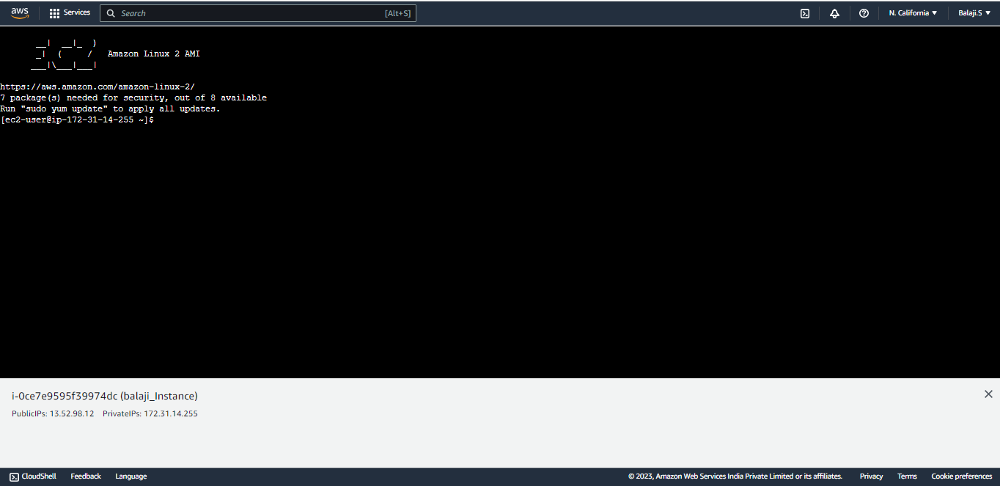 aws
Services
Search [Alt+S]
N. California ▼
Balaji.S ▼
__|  __|_  )
_|  (     /   Amazon Linux 2 AMI
___|\___|___|
https://aws.amazon.com/amazon-linux-2/
7 package(s) needed for security, out of 8 available
Run "sudo yum update" to apply all updates.
[ec2-user@ip-172-31-14-255 ~]$
i-0ce7e9595f39974dc (balaji_Instance)
PublicIPs: 13.52.98.12 PrivateIPs: 172.31.14.255
CloudShell Feedback Language © 2023, Amazon Web Services India Private Limited or its affiliates. Privacy Terms Cookie preferences